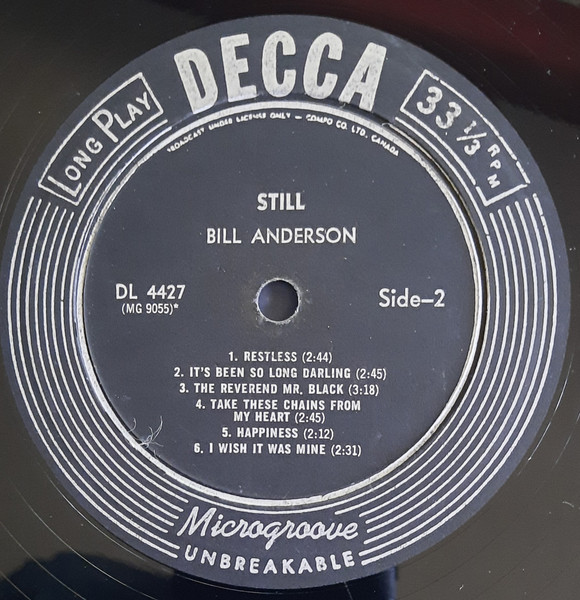 DECCA
LONG PLAY
33 1/3 RPM
BROADCAST UNDER LICENSE ONLY – COMPO CO. LTD. CANADA
STILL
BILL ANDERSON
DL 4427
(MG 9055)*
Side–2
1. RESTLESS (2:44)
2. IT'S BEEN SO LONG DARLING (2:45)
3. THE REVEREND MR. BLACK (3:18)
4. TAKE THESE CHAINS FROM
MY HEART (2:45)
5. HAPPINESS (2:12)
6. I WISH IT WAS MINE (2:31)
Microgroove
UNBREAKABLE